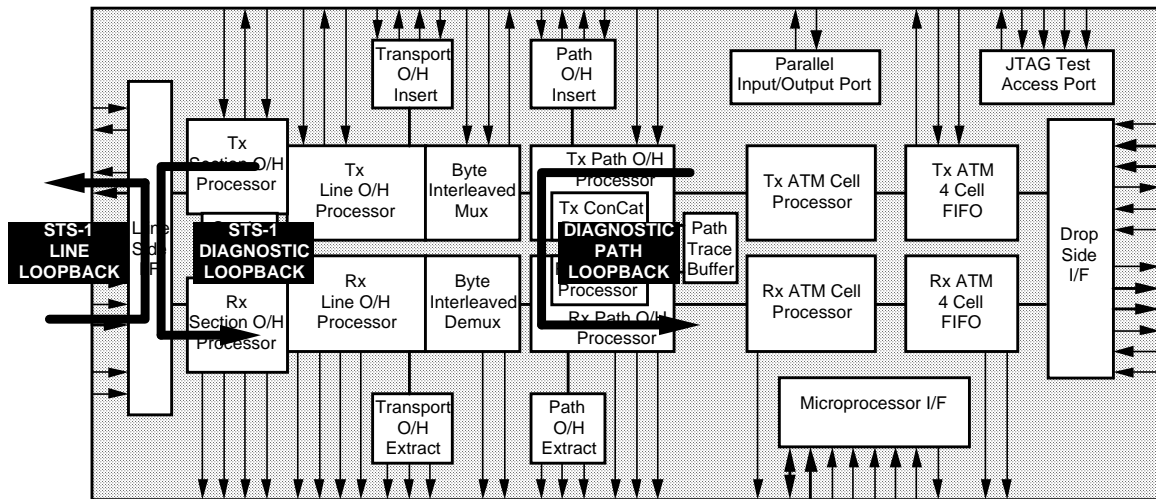 Transport
O/H
Insert
Path
O/H
Insert
Parallel
Input/Output Port
JTAG Test
Access Port
Tx
Section O/H
Processor
Tx
Line O/H
Processor
Byte
Interleaved
Mux
Tx Path O/H
Processor
Tx ConCat
Tx ATM Cell
Processor
Tx ATM
4 Cell
FIFO
STS-1
LINE
LOOPBACK
Line
Side
I/F
STS-1
DIAGNOSTIC
LOOPBACK
DIAGNOSTIC
PATH
LOOPBACK
Path
Trace
Buffer
Drop
Side
I/F
Rx
Section O/H
Processor
Rx
Line O/H
Processor
Byte
Interleaved
Demux
Processor
Rx Path O/H
Processor
Rx ATM Cell
Processor
Rx ATM
4 Cell
FIFO
Transport
O/H
Extract
Path
O/H
Extract
Microprocessor I/F